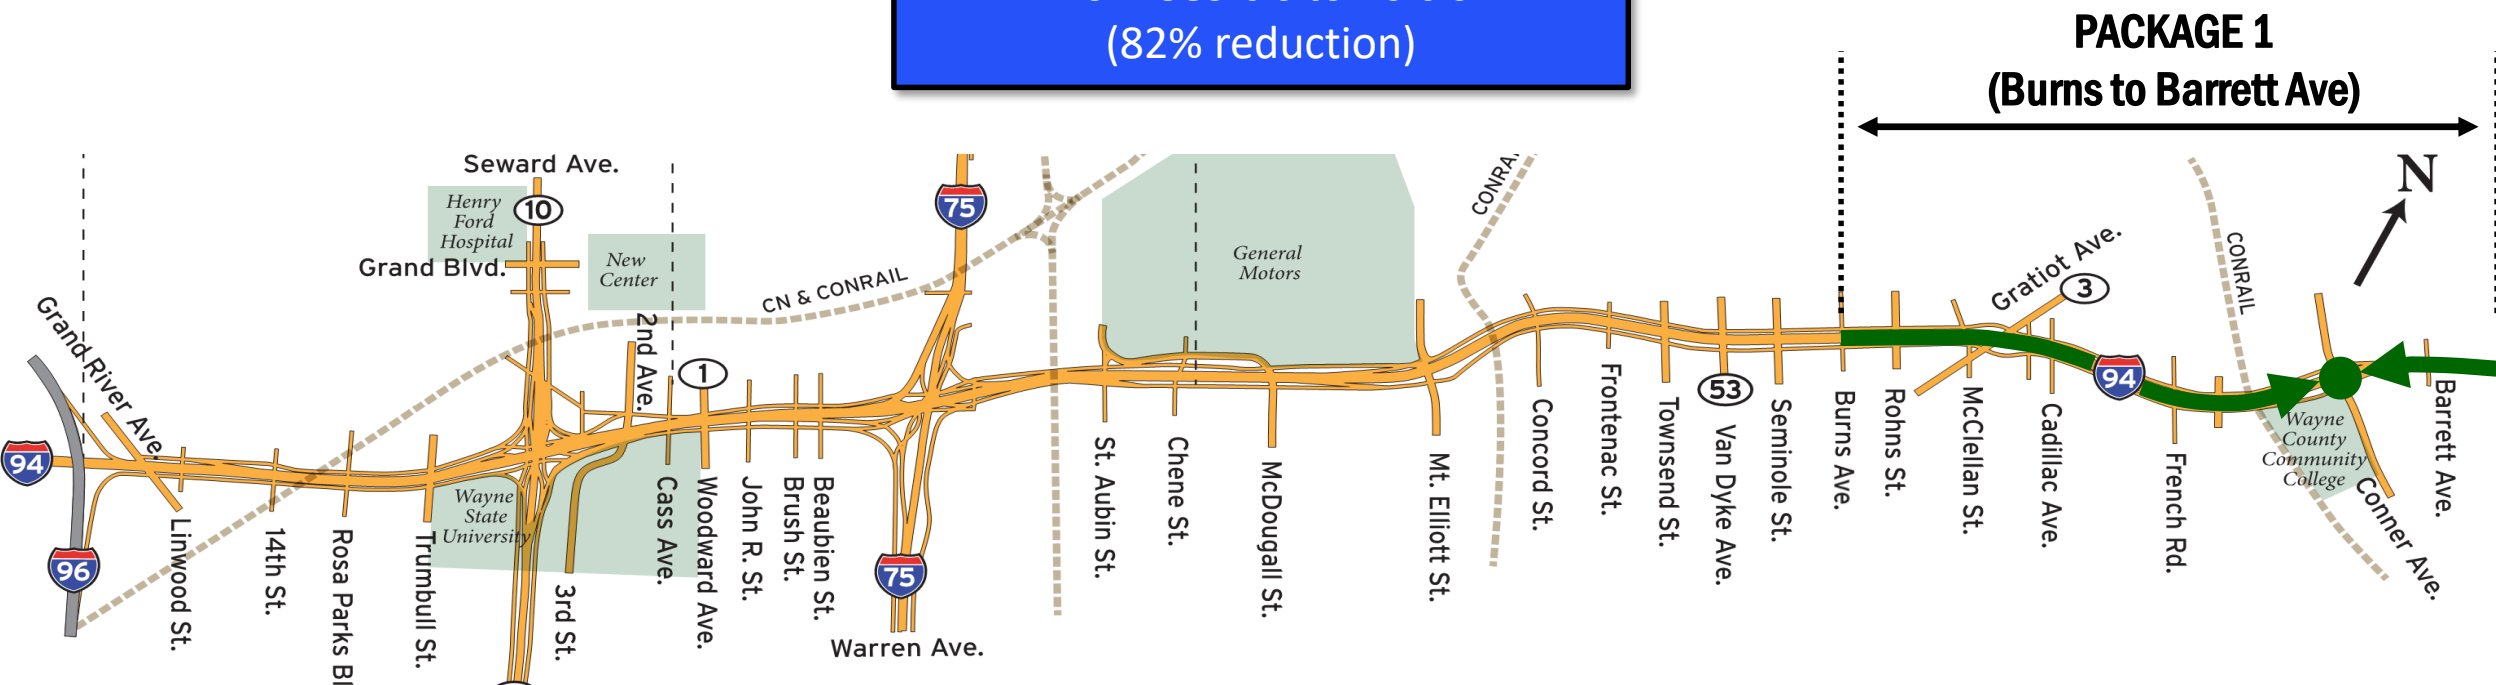 (82% reduction)
PACKAGE 1
(Burns to Barrett Ave)
N
Seward Ave.
Henry
Ford
Hospital
10
Grand Blvd.
New
Center
75
CN & CONRAIL
General
Motors
CONRAIL
Gratiot Ave.
3
Grand River Ave.
2nd Ave.
1
53
94
94
96
75
Wayne
State
University
Wayne
County
Community
College
Linwood St.
14th St.
Rosa Parks
Trumbull St.
3rd St.
Cass Ave.
Woodward Ave.
John R. St.
Brush St.
Beaubien St.
Warren Ave.
St. Aubin St.
Chene St.
McDougall St.
Mt. Elliott St.
Concord St.
Frontenac St.
Townsend St.
Van Dyke Ave.
Seminole St.
Burns Ave.
Rohns St.
McClellan St.
Cadillac Ave.
French Rd.
Conner Ave.
Barrett Ave.